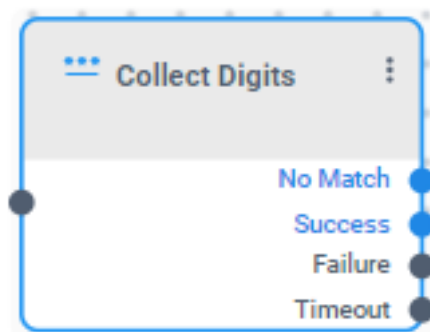 Collect Digits
No Match
Success
Failure
Timeout